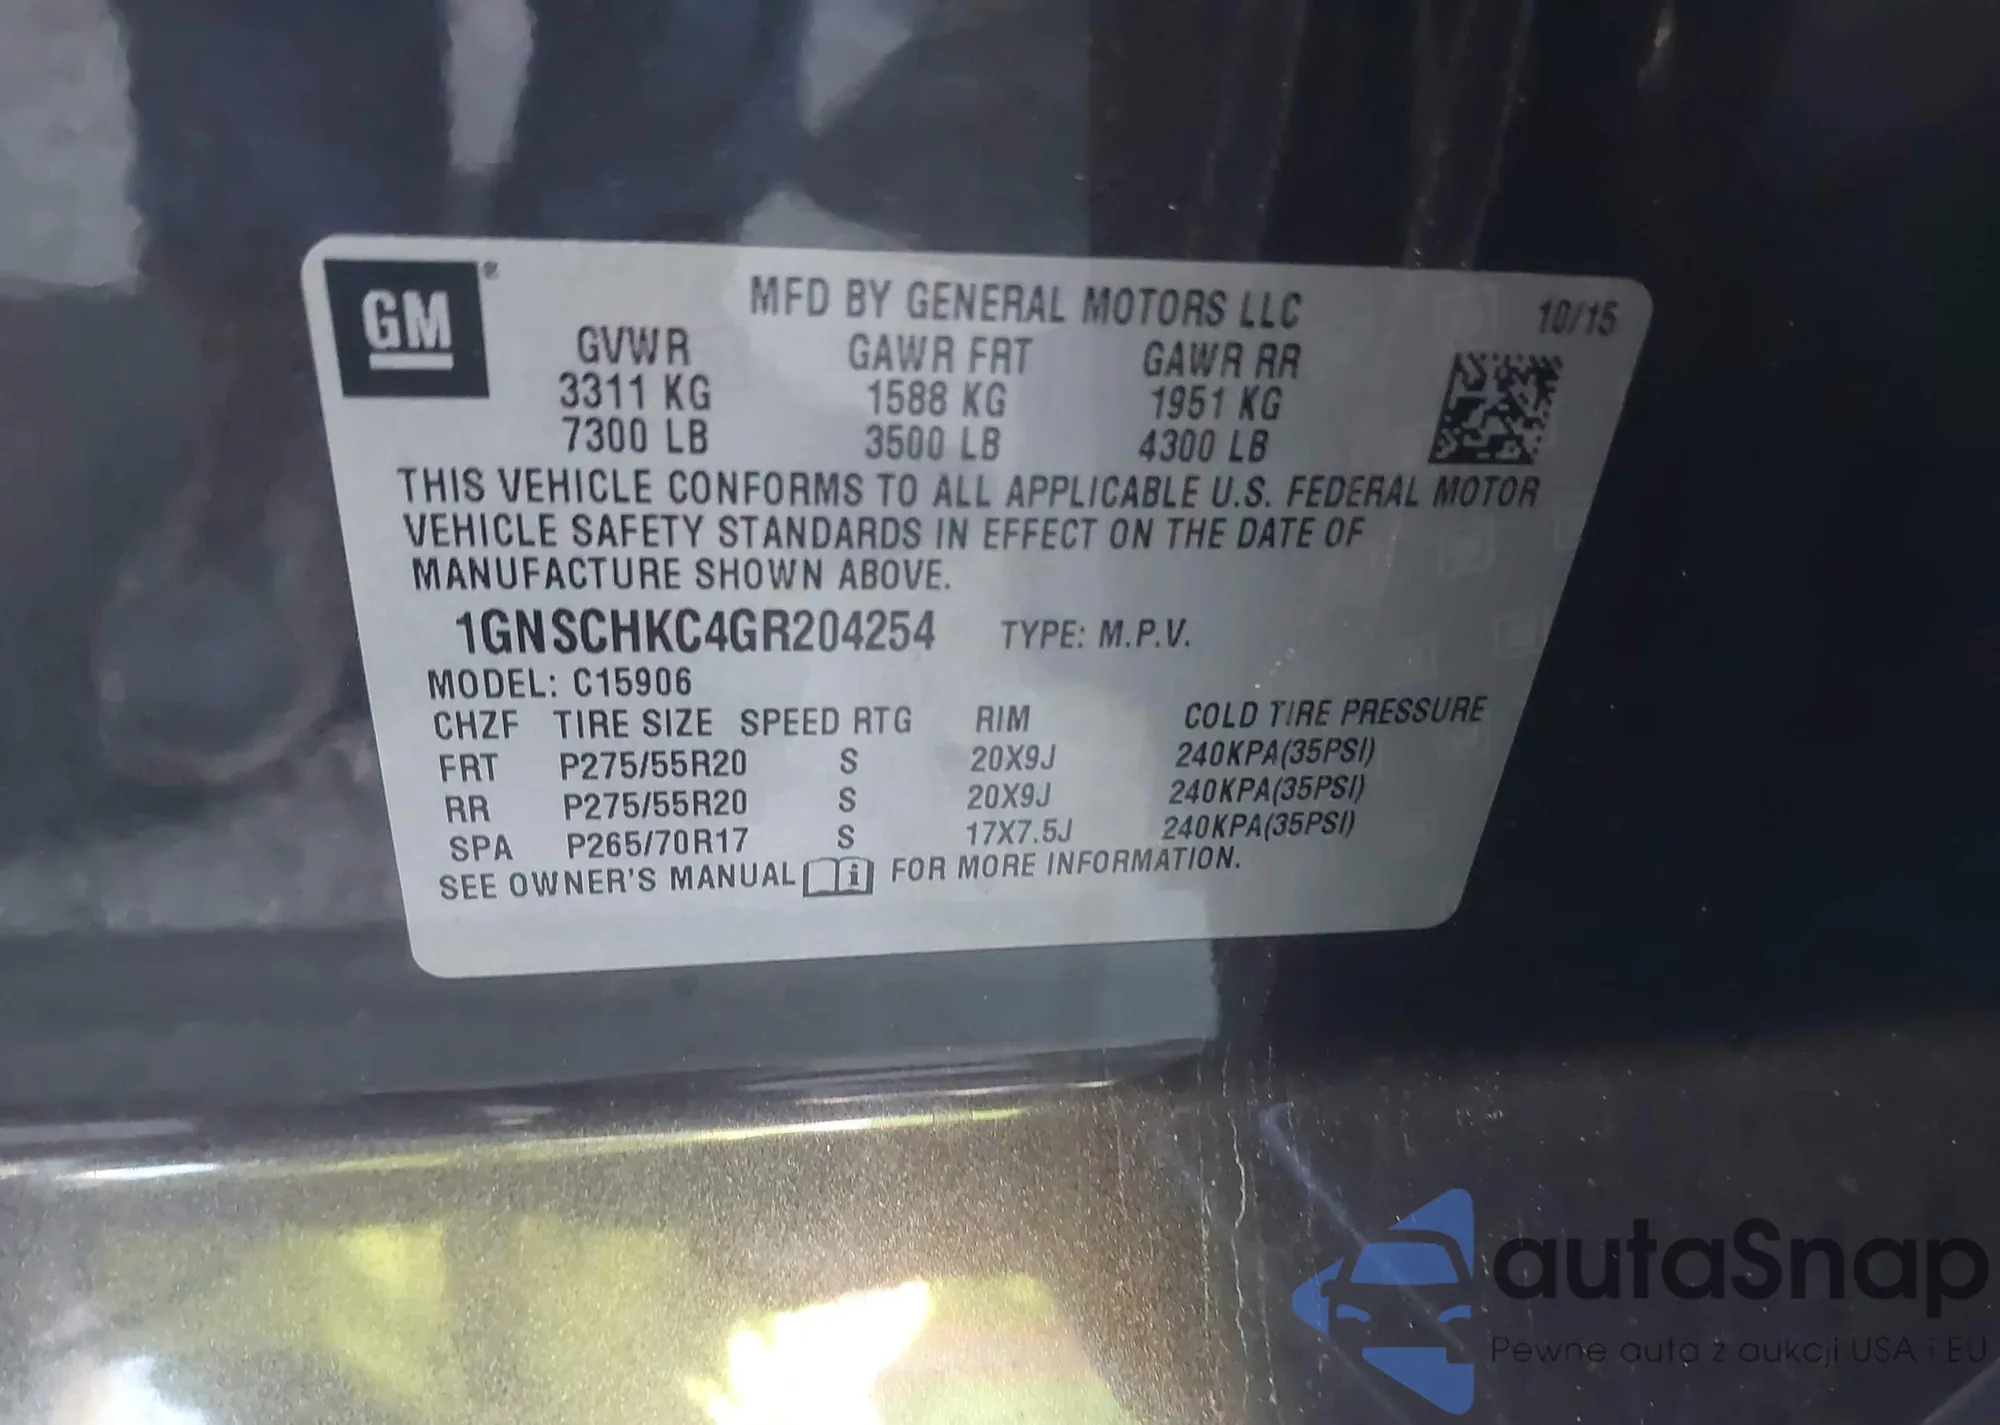 GM ®
MFD BY GENERAL MOTORS LLC 10/15
GVWR GAWR FRT GAWR RR
3311 KG 1588 KG 1951 KG
7300 LB 3500 LB 4300 LB
THIS VEHICLE CONFORMS TO ALL APPLICABLE U.S. FEDERAL MOTOR
VEHICLE SAFETY STANDARDS IN EFFECT ON THE DATE OF
MANUFACTURE SHOWN ABOVE.
1GNSCHKC4GR204254 TYPE: M.P.V.
MODEL: C15906
CHZF TIRE SIZE SPEED RTG RIM COLD TIRE PRESSURE
FRT P275/55R20 S 20X9J 240KPA(35PSI)
RR P275/55R20 S 20X9J 240KPA(35PSI)
SPA P265/70R17 S 17X7.5J 240KPA(35PSI)
SEE OWNER'S MANUAL i FOR MORE INFORMATION.
autaSnap
Pewne auta z aukcji USA i EU